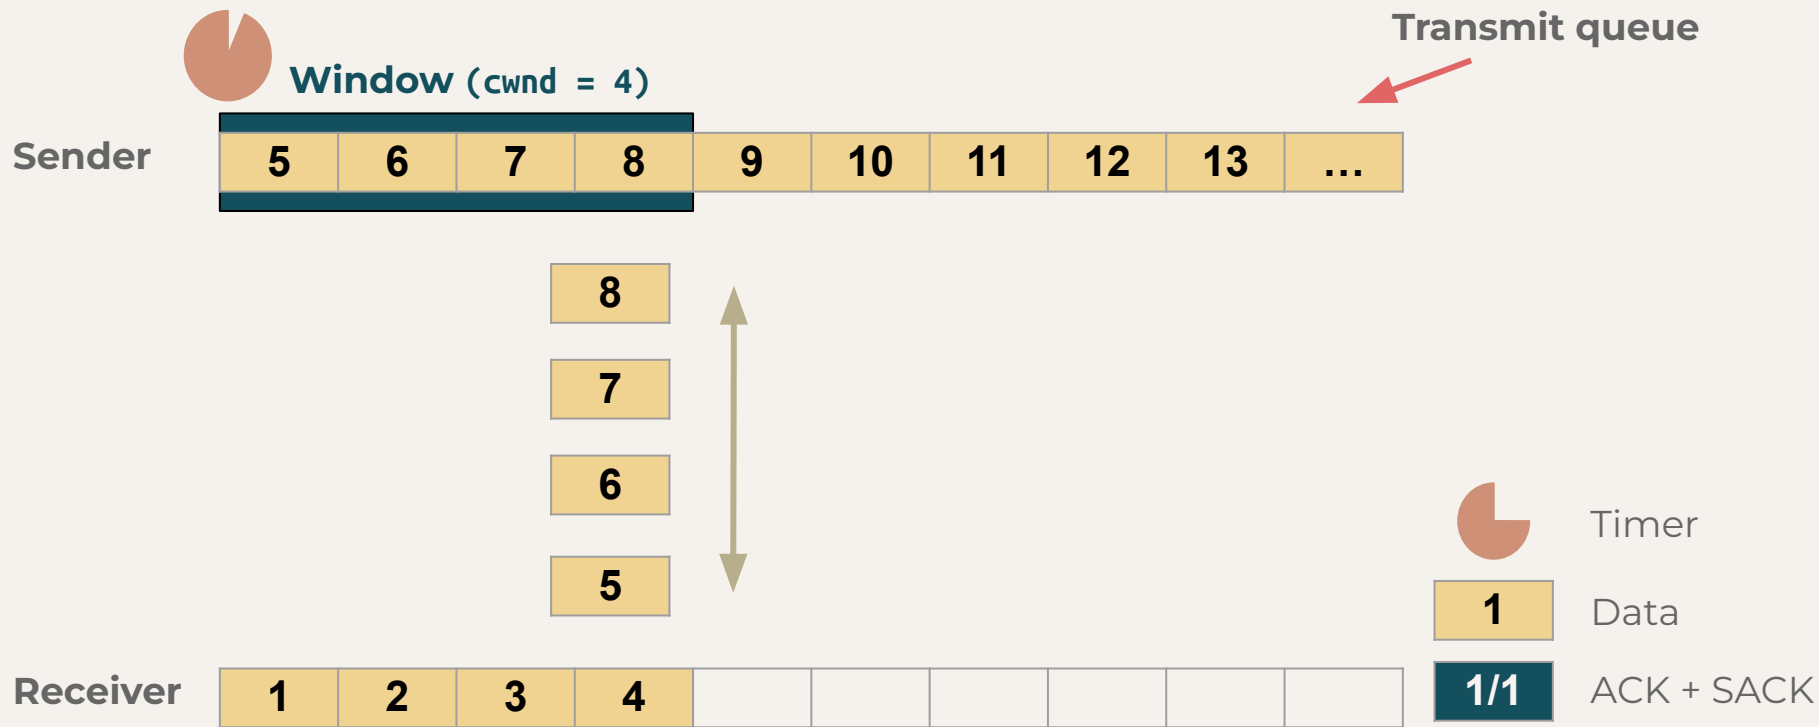 Transmit queue
Window (cwnd = 4)
Sender
5 6 7 8 9 10 11 12 13 ...
8
7
6
5
Timer
1 Data
Receiver
1 2 3 4
1/1 ACK + SACK